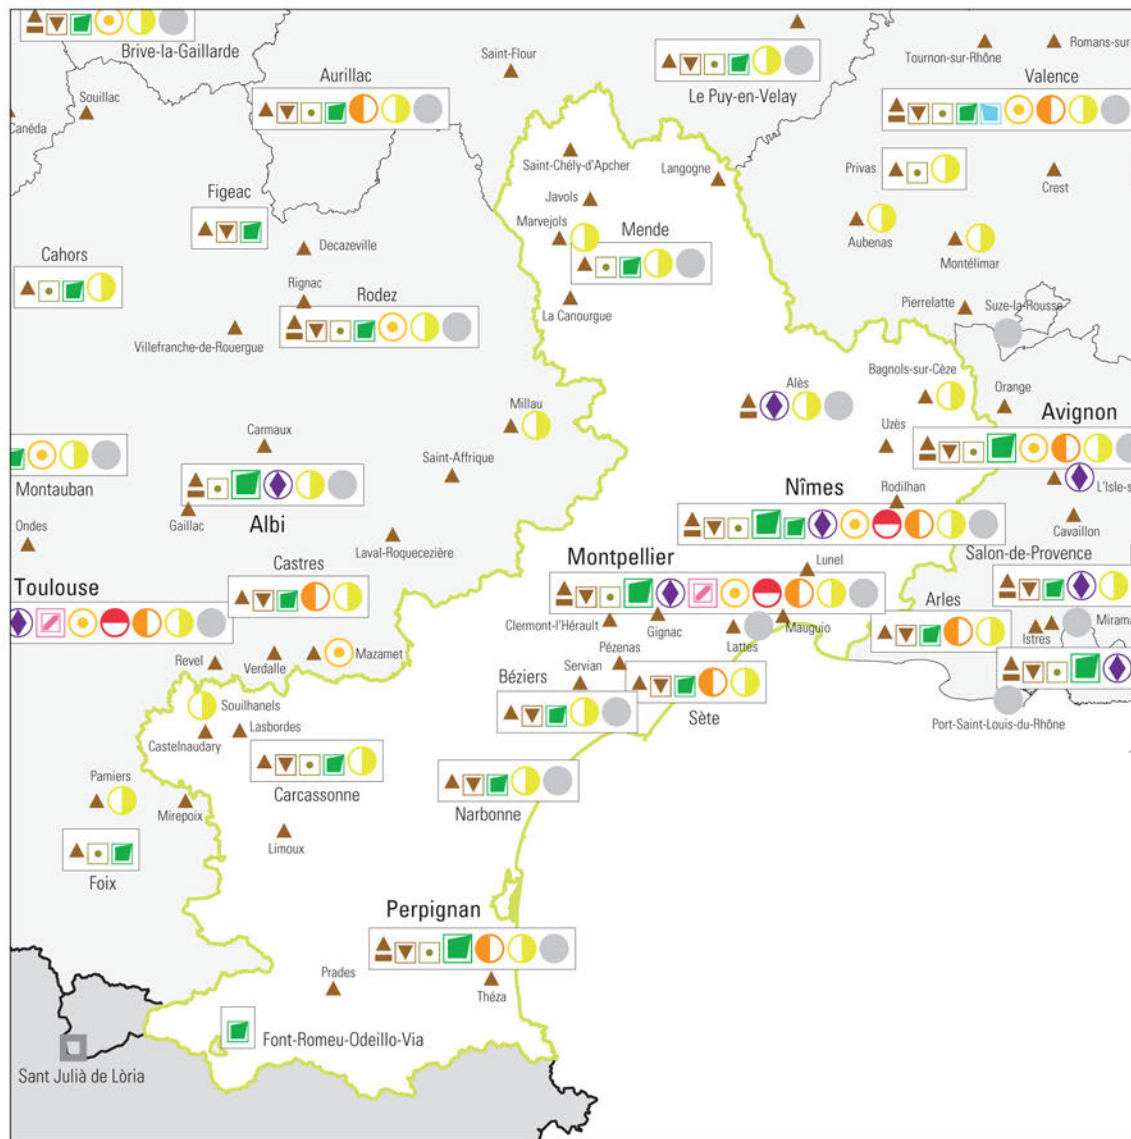 Brive-la-Gaillarde
Saint-Flour
Tournon-sur-Rhône
Romans-sur-
Aurillac
Le Puy-en-Velay
Valence
Souillac
Canéda
Saint-Chély-d'Apcher
Langogne
Privas
Crest
Figeac
Javols
Marvejols
Mende
Aubenas
Montélimar
Decazeville
Cahors
Rignac
Rodez
La Canourgue
Pierrelatte
Suze-la-Rousse
Villefranche-de-Rouergue
Bagnols-sur-Cèze
Alès
Orange
Millau
Avignon
Uzès
Carmaux
Saint-Affrique
Montauban
L'Isle-s
Nîmes
Rodilhan
Gaillac
Albi
Cavaillon
Ondes
Laval-Roquecezière
Salon-de-Provence
Montpellier
Lunel
Castres
Toulouse
Arles
Clermont-l'Hérault
Gignac
Mauguio
Lattes
Istres
Mirama
Revel
Verdalle
Mazamet
Pézenas
Servian
Béziers
Sète
Souilhanels
Port-Saint-Louis-du-Rhône
Lasbordes
Castelnaudary
Carcassonne
Pamiers
Mirepoix
Narbonne
Limoux
Foix
Perpignan
Prades
Théza
Font-Romeu-Odeillo-Via
Sant Julià de Lòria